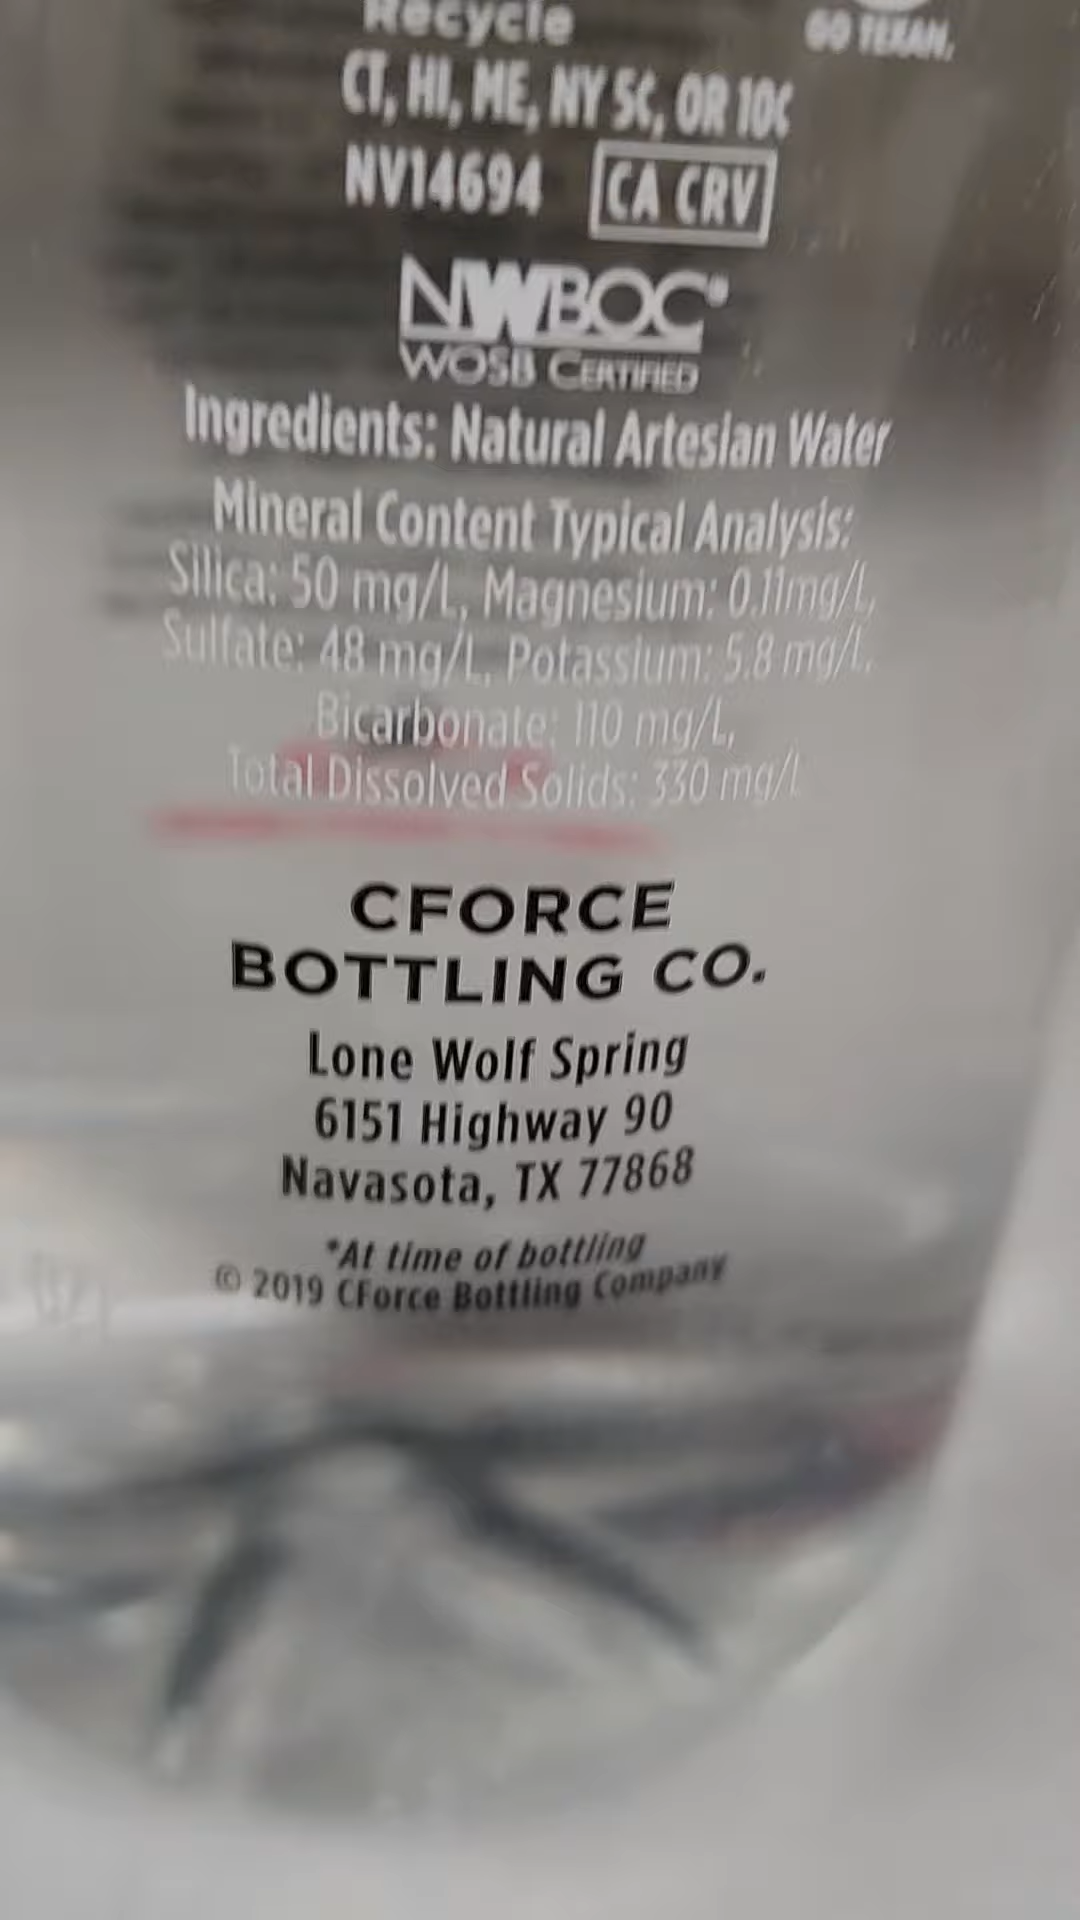 Recycle
GO TEXAN.
CT, HI, ME, NY 5¢, OR 10¢
NV14694 CA CRV
NWBOC®
WOSB CERTIFIED
Ingredients: Natural Artesian Water
Mineral Content Typical Analysis:
Silica: 50 mg/L, Magnesium: 0.11mg/L,
Sulfate: 48 mg/L, Potassium: 5.8 mg/L,
Bicarbonate: 110 mg/L,
Total Dissolved Solids: 330 mg/L
CFORCE
BOTTLING CO.
Lone Wolf Spring
6151 Highway 90
Navasota, TX 77868
*At time of bottling
© 2019 CForce Bottling Company